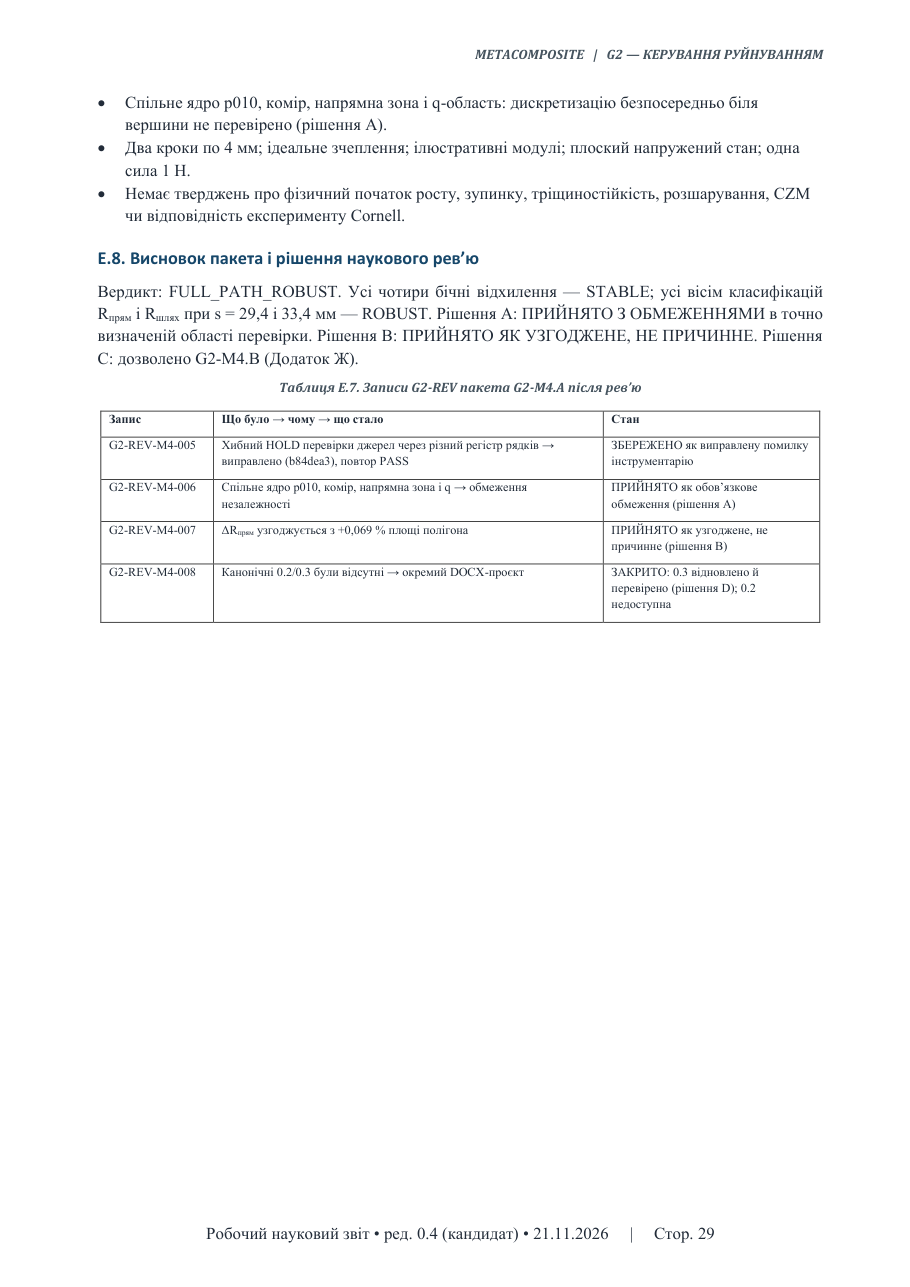 METACOMPOSITE | G2 — КЕРУВАННЯ РУЙНУВАННЯМ
• Спільне ядро p010, комір, напрямна зона і q-область: дискретизацію безпосередньо біля
вершини не перевірено (рішення A).
• Два кроки по 4 мм; ідеальне зчеплення; ілюстративні модулі; плоский напружений стан; одна
сила 1 Н.
• Немає тверджень про фізичний початок росту, зупинку, тріщиностійкість, розшарування, CZM
чи відповідність експерименту Cornell.
Е.8. Висновок пакета і рішення наукового рев’ю
Вердикт: FULL_PATH_ROBUST. Усі чотири бічні відхилення — STABLE; усі вісім класифікацій
Rпрям і Rшлях при s = 29,4 і 33,4 мм — ROBUST. Рішення A: ПРИЙНЯТО З ОБМЕЖЕННЯМИ в точно
визначеній області перевірки. Рішення B: ПРИЙНЯТО ЯК УЗГОДЖЕНЕ, НЕ ПРИЧИННЕ. Рішення
C: дозволено G2-M4.B (Додаток Ж).
Таблиця Е.7. Записи G2-REV пакета G2-M4.A після рев’ю
Запис Що було → чому → що стало Стан
G2-REV-M4-005 Хибний HOLD перевірки джерел через різний регістр рядків → ЗБЕРЕЖЕНО як виправлену помилку
виправлено (b84dea3), повтор PASS інструментарію
G2-REV-M4-006 Спільне ядро p010, комір, напрямна зона і q → обмеження ПРИЙНЯТО як обов’язкове
незалежності обмеження (рішення A)
G2-REV-M4-007 ΔRпрям узгоджується з +0,069 % площі полігона ПРИЙНЯТО як узгоджене, не
причинне (рішення B)
G2-REV-M4-008 Канонічні 0.2/0.3 були відсутні → окремий DOCX-проєкт ЗАКРИТО: 0.3 відновлено й
перевірено (рішення D); 0.2
недоступна
Робочий науковий звіт • ред. 0.4 (кандидат) • 21.11.2026 | Стор. 29